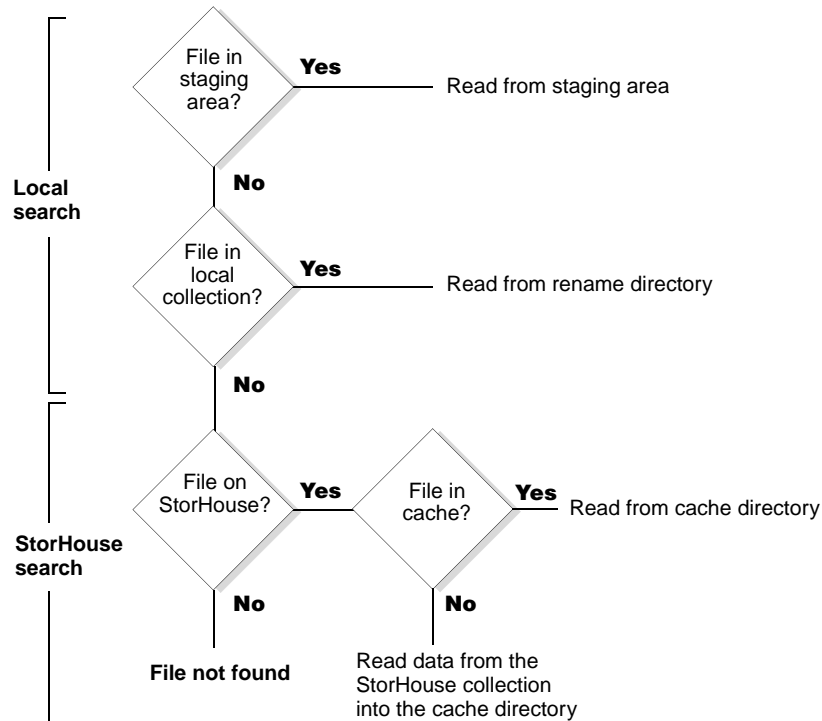 File in
staging
area?
Yes
Read from staging area
No
Local
search
File in
local
collection?
Yes
Read from rename directory
No
File on
StorHouse?
Yes
File in
cache?
Yes
Read from cache directory
StorHouse
search
No
No
File not found
Read data from the
StorHouse collection
into the cache directory